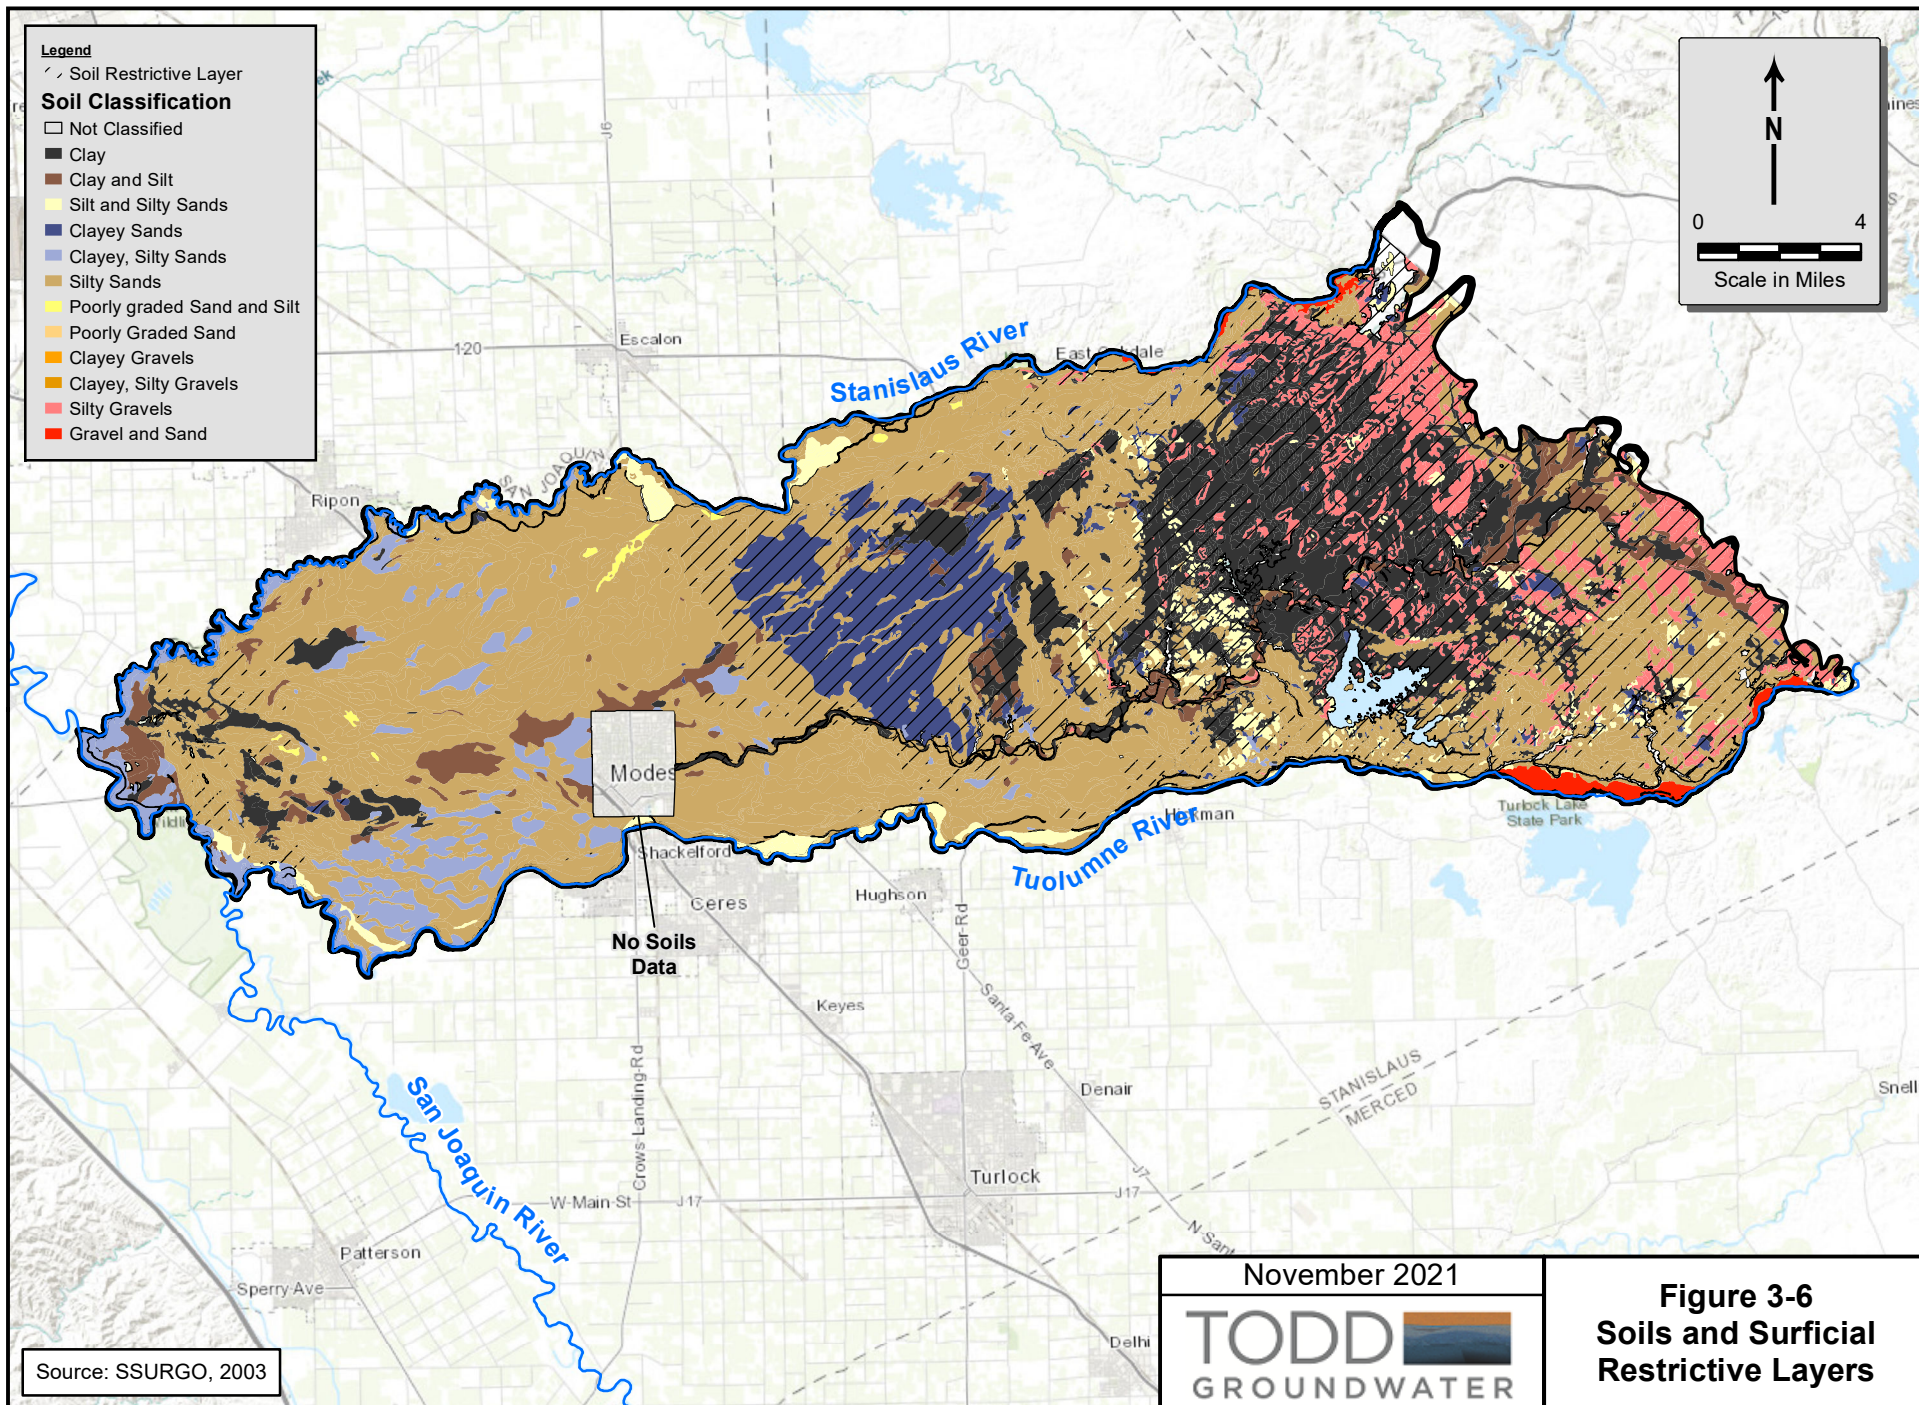 Legend
Soil Restrictive Layer
Soil Classification
Not Classified
Clay
Clay and Silt
Silt and Silty Sands
Clayey Sands
Clayey, Silty Sands
Silty Sands
Poorly graded Sand and Silt
Poorly Graded Sand
Clayey Gravels
Clayey, Silty Gravels
Silty Gravels
Gravel and Sand
N
0 4
Scale in Miles
J6
120
Escalon
East Oakdale
Stanislaus River
SAN JOAQUIN
Ripon
Modes
Shackelford
Ceres
No Soils
Data
Hughson
Geer-Rd
Hickman
Tuolumne River
Turlock Lake
State Park
Keyes
Santa-Fe-Ave
Denair
STANISLAUS
MERCED
Snell
San Joaquin River
Crows-Landing-Rd
Turlock
J7
W-Main-St
J17
J17
N-Sant
Patterson
Sperry-Ave
Delhi
Source: SSURGO, 2003
November 2021
TODD
GROUNDWATER
Figure 3-6
Soils and Surficial
Restrictive Layers